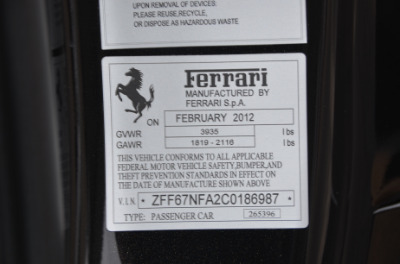 UPON REMOVAL OF DEVICES:
PLEASE REUSE, RECYCLE,
OR DISPOSE AS HAZARDOUS WASTE
Ferrari
MANUFACTURED BY
FERRARI S.p.A.
ON FEBRUARY 2012
GVWR 3935 lbs
GAWR 1819 - 2116 lbs
THIS VEHICLE CONFORMS TO ALL APPLICABLE
FEDERAL MOTOR VEHICLE SAFETY, BUMPER, AND
THEFT PREVENTION STANDARDS IN EFFECT ON
THE DATE OF MANUFACTURE SHOWN ABOVE
V.I.N. • ZFF67NFA2C0186987 •
TYPE: PASSENGER CAR 265396